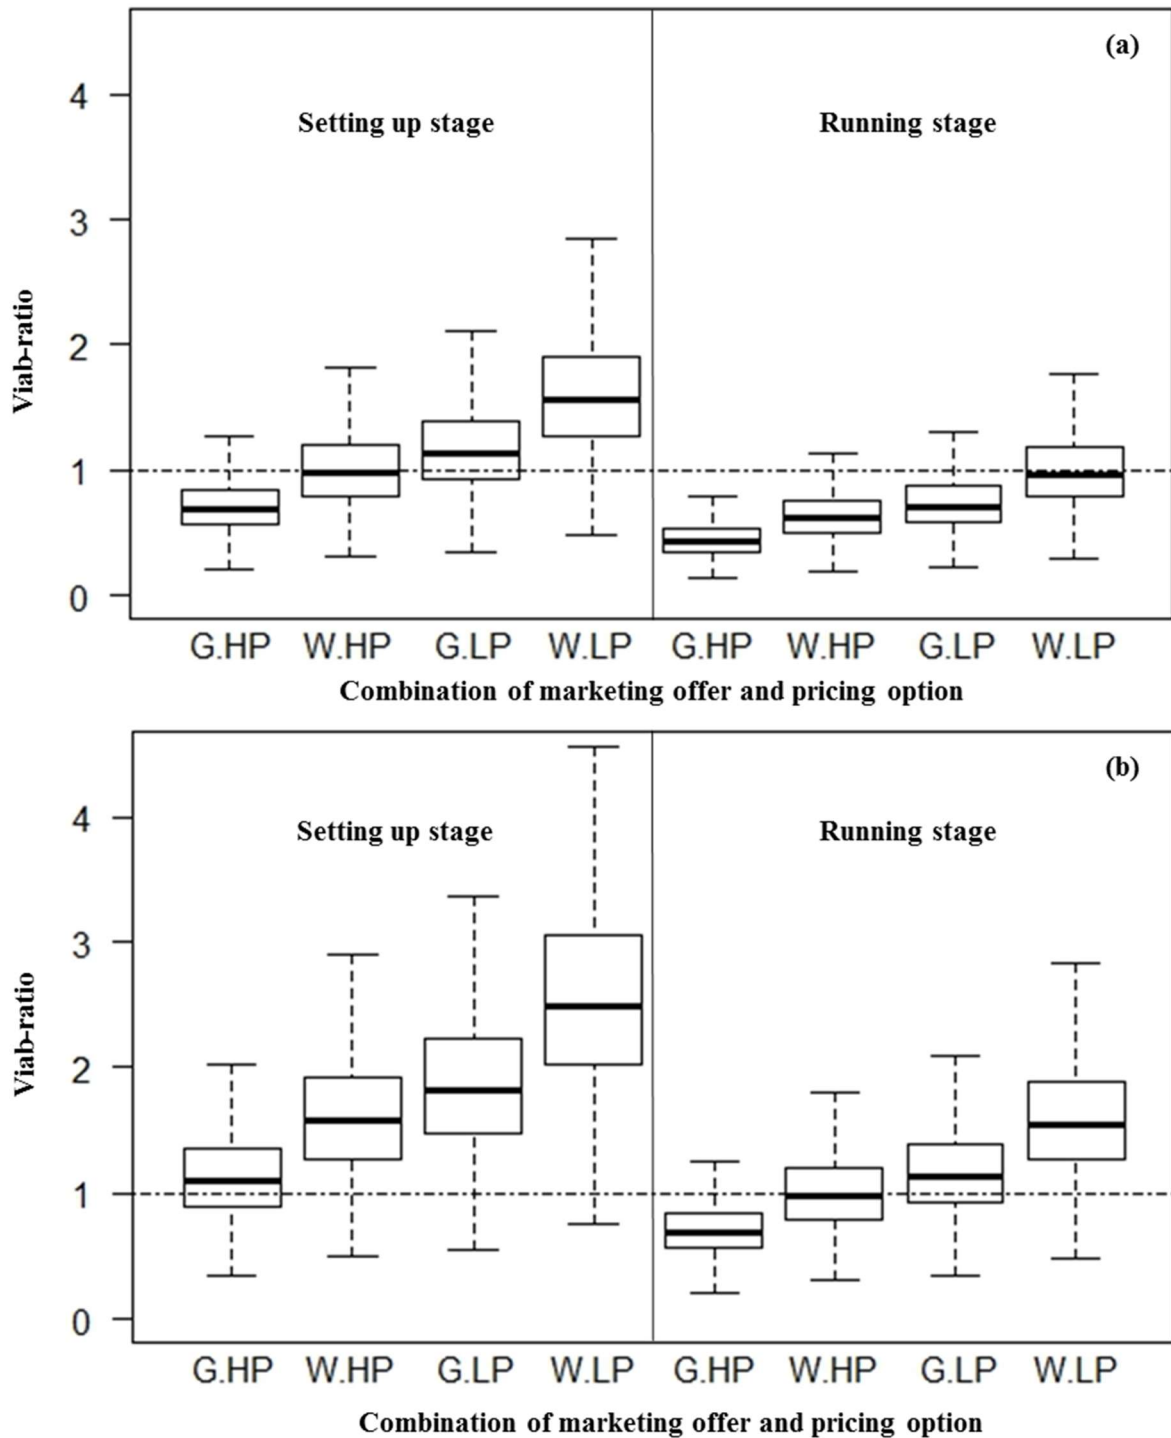 (a)
4
Setting up stage
Running stage
3
2
1
0
Viab-ratio
G.HP W.HP G.LP W.LP G.HP W.HP G.LP W.LP
Combination of marketing offer and pricing option
(b)
4
Setting up stage
Running stage
3
2
1
0
Viab-ratio
G.HP W.HP G.LP W.LP G.HP W.HP G.LP W.LP
Combination of marketing offer and pricing option